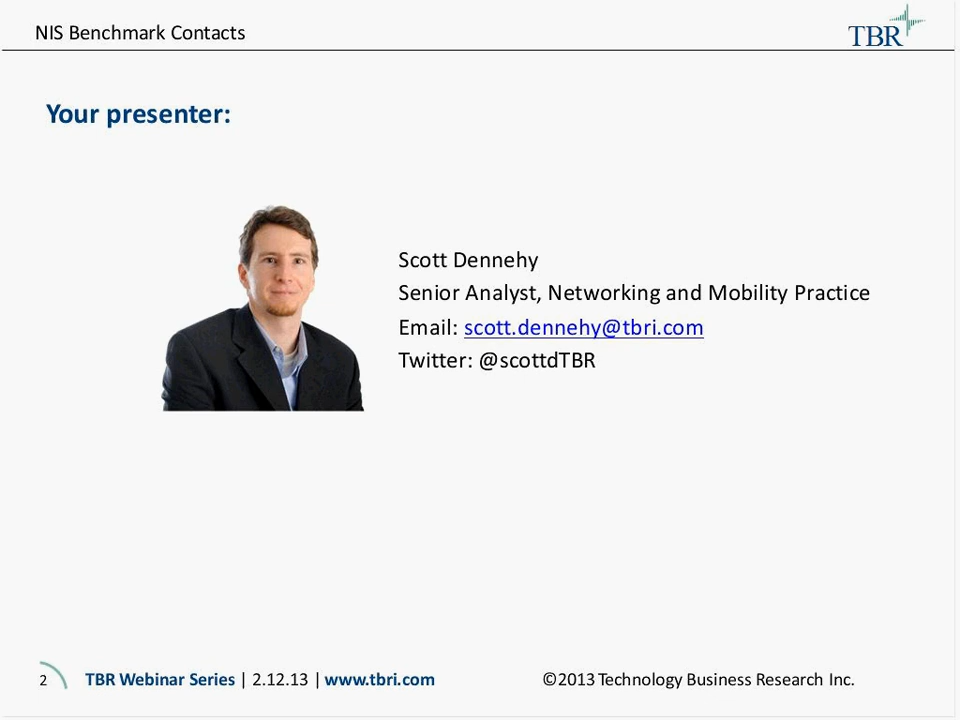 NIS Benchmark Contacts
TBR
Your presenter:
Scott Dennehy
Senior Analyst, Networking and Mobility Practice
Email: scott.dennehy@tbri.com
Twitter: @scottdTBR
2 TBR Webinar Series | 2.12.13 | www.tbri.com ©2013 Technology Business Research Inc.